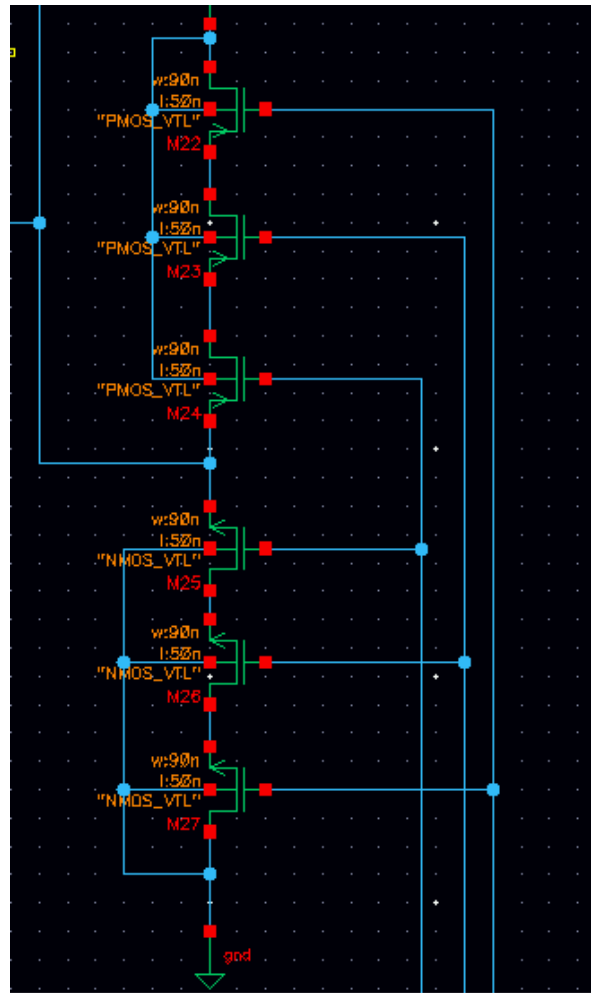 w:90n
l:50n
"PMOS_VTL"
M22
w:90n
l:50n
"PMOS_VTL"
M23
w:90n
l:50n
"PMOS_VTL"
M24
w:90n
l:50n
"NMOS_VTL"
M25
w:90n
l:50n
"NMOS_VTL"
M26
w:90n
l:50n
"NMOS_VTL"
M27
gnd